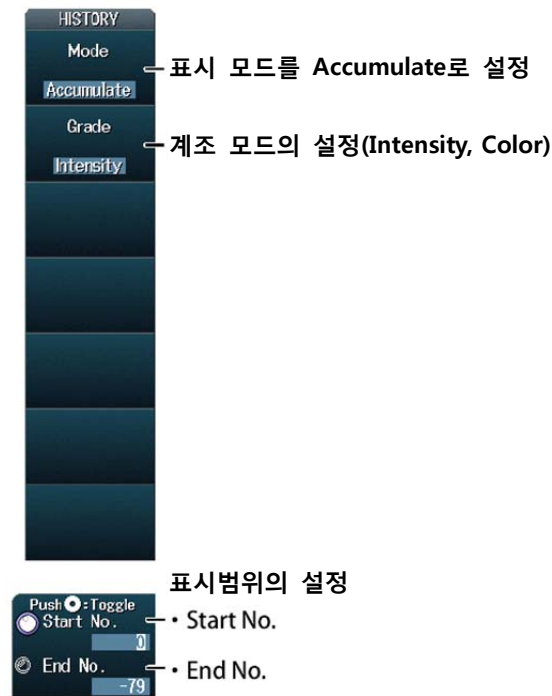 HISTORY
Mode
Accumulate
표시 모드를 Accumulate로 설정
Grade
Intensity
계조 모드의 설정(Intensity, Color)
표시범위의 설정
Push :Toggle
Start No.
0
• Start No.
End No.
-79
• End No.